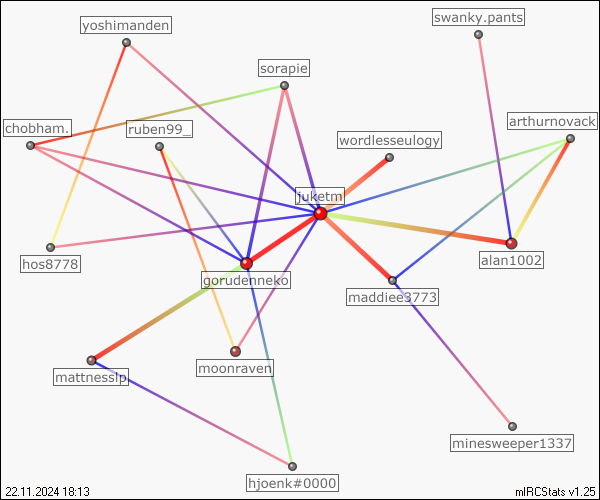 swanky.pants
yoshimanden
sorapie
arthurnovack
chobham.
ruben99_
wordlesseulogy
juketm
alan1002
hos8778
gorudenneko
maddiee3773
moonraven
mattnesslp
minesweeper1337
hjoenk#0000
22.11.2024 18:13
mIRCStats v1.25